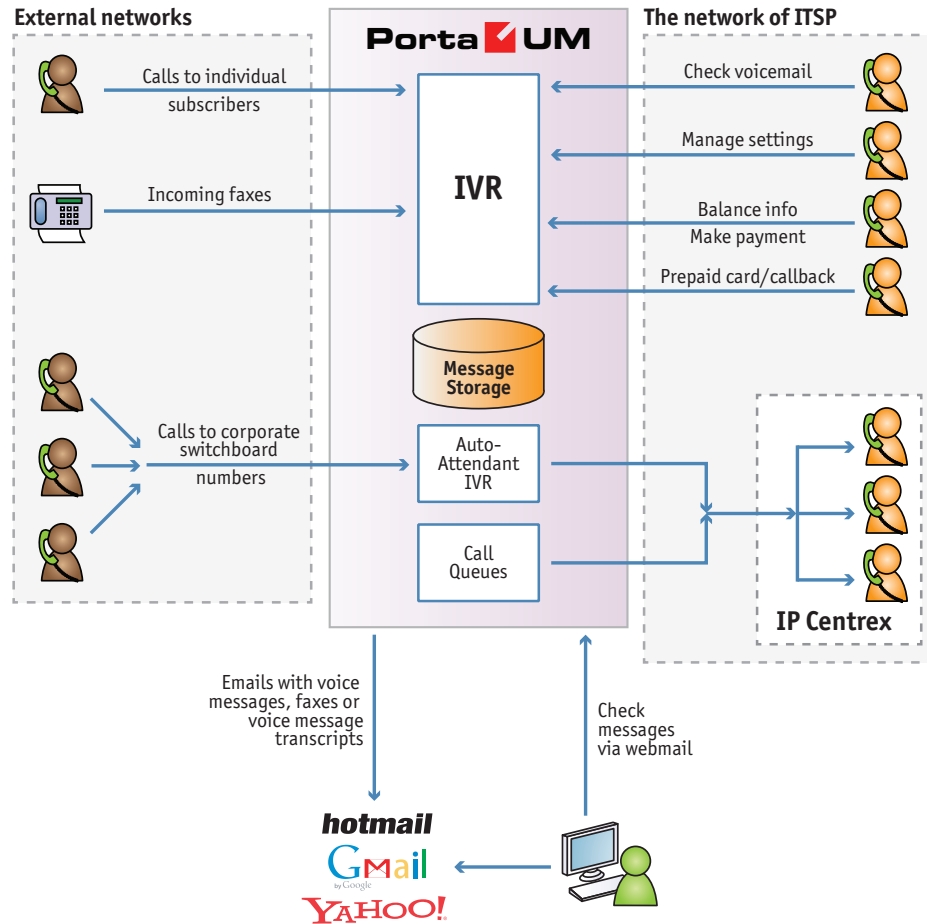 External networks
Porta UM
The network of ITSP
Calls to individual
subscribers
Incoming faxes
IVR
Check voicemail
Manage settings
Balance info
Make payment
Prepaid card/callback
Message
Storage
Calls to corporate
switchboard
numbers
Auto-
Attendant
IVR
Call
Queues
IP Centrex
Emails with voice
messages, faxes or
voice message
transcripts
Check
messages
via webmail
hotmail
GMail
by Google
YAHOO!